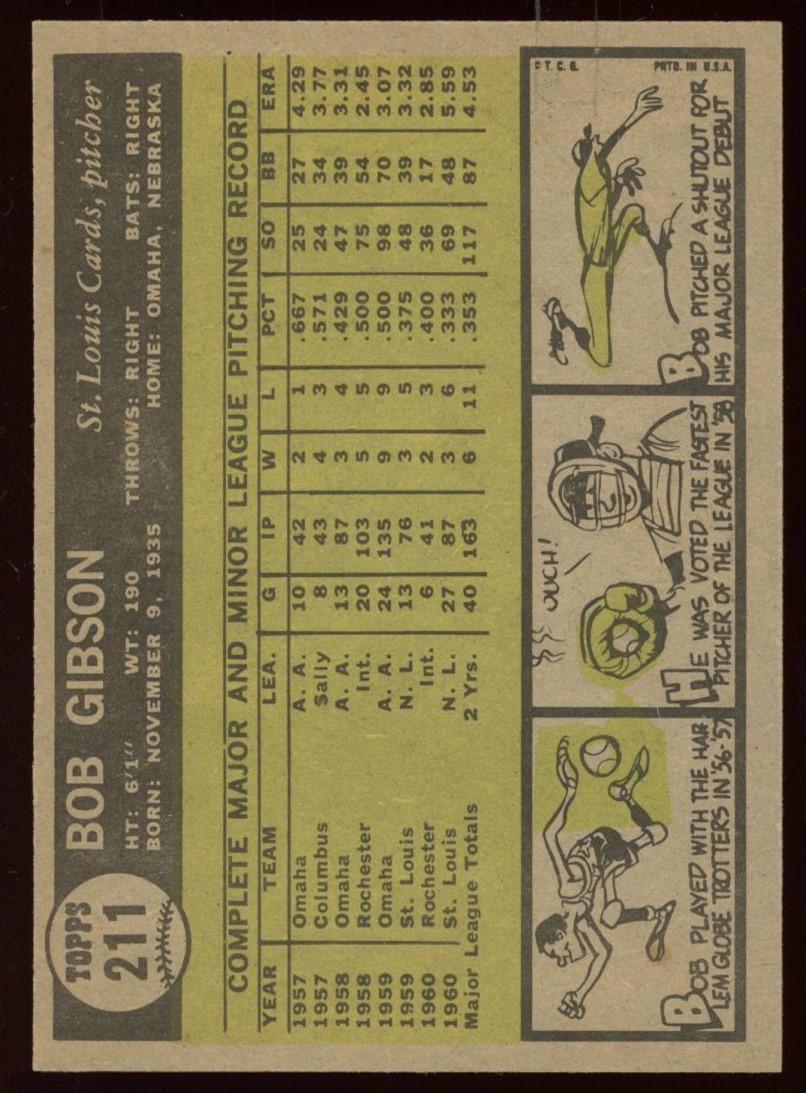 TOPPS
211
BOB GIBSON St. Louis Cards, pitcher
HT: 6'1" WT: 190 THROWS: RIGHT BATS: RIGHT
BORN: NOVEMBER 9, 1935 HOME: OMAHA, NEBRASKA
COMPLETE MAJOR AND MINOR LEAGUE PITCHING RECORD
YEAR TEAM LEA. G IP W L PCT SO BB ERA
1957 Omaha A. A. 10 42 2 1 .667 25 27 4.29
1957 Columbus Sally 8 43 4 3 .571 24 34 3.77
1958 Omaha A. A. 13 87 3 4 .429 47 39 3.31
1958 Rochester Int. 20 103 5 5 .500 75 54 2.45
1959 Omaha A. A. 24 135 9 9 .500 98 70 3.07
1959 St. Louis N. L. 13 76 3 5 .375 48 39 3.32
1960 Rochester Int. 6 41 2 3 .400 36 17 2.85
1960 St. Louis N. L. 27 87 3 6 .333 69 48 5.59
Major League Totals 2 Yrs. 40 163 6 11 .353 117 87 4.53
BOB PLAYED WITH THE HAR
LEM GLOBE TROTTERS IN '56-'57
OUCH!
HE WAS VOTED THE FASTEST
PITCHER OF THE LEAGUE IN '58
© T. C. G. PRTD. IN U.S.A.
BOB PITCHED A SHUTOUT FOR
HIS MAJOR LEAGUE DEBUT